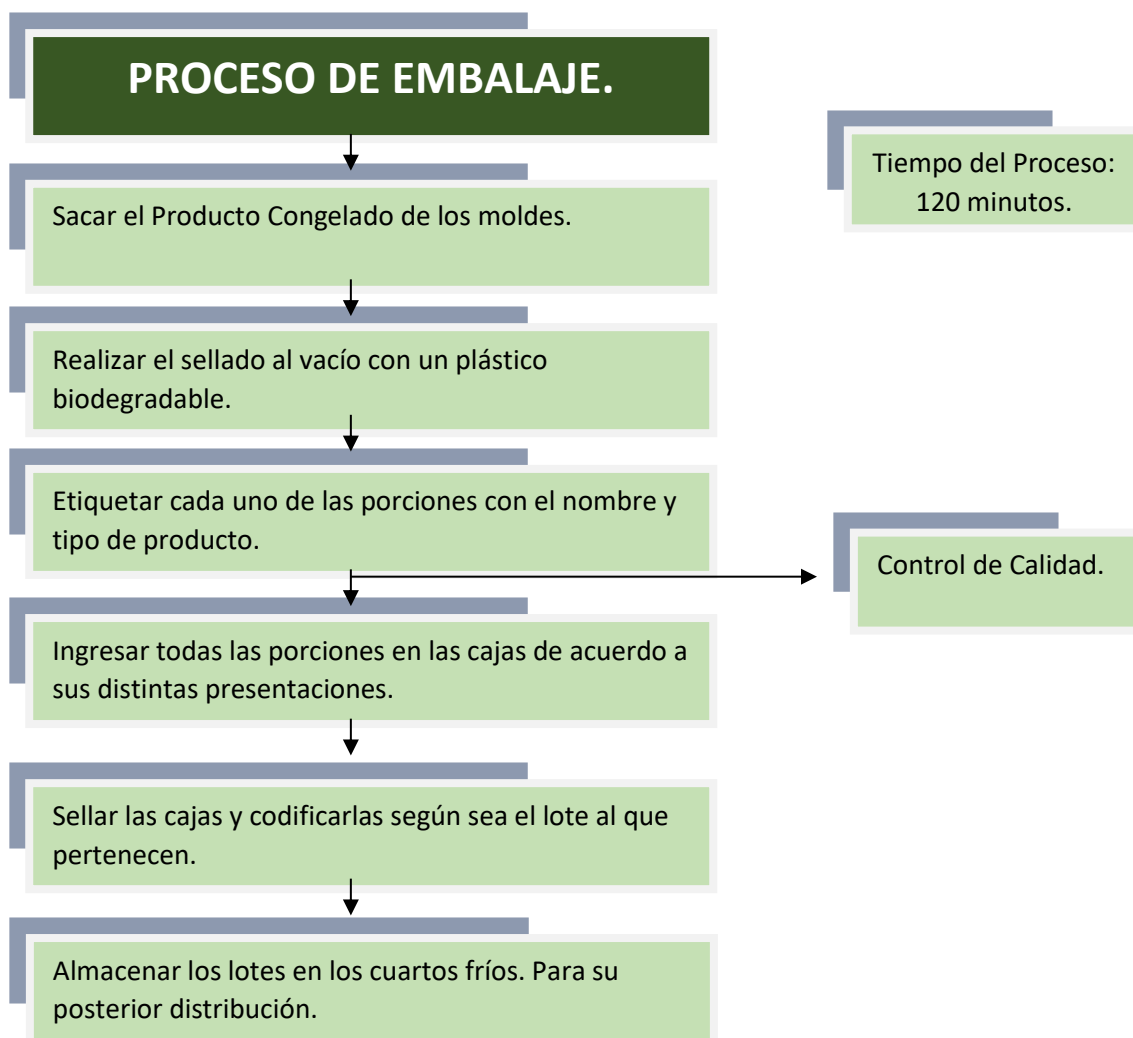 PROCESO DE EMBALAJE.
Tiempo del Proceso:
120 minutos.
Sacar el Producto Congelado de los moldes.
Realizar el sellado al vacío con un plástico
biodegradable.
Etiquetar cada uno de las porciones con el nombre y
tipo de producto.
Control de Calidad.
Ingresar todas las porciones en las cajas de acuerdo a
sus distintas presentaciones.
Sellar las cajas y codificarlas según sea el lote al que
pertenecen.
Almacenar los lotes en los cuartos fríos. Para su
posterior distribución.